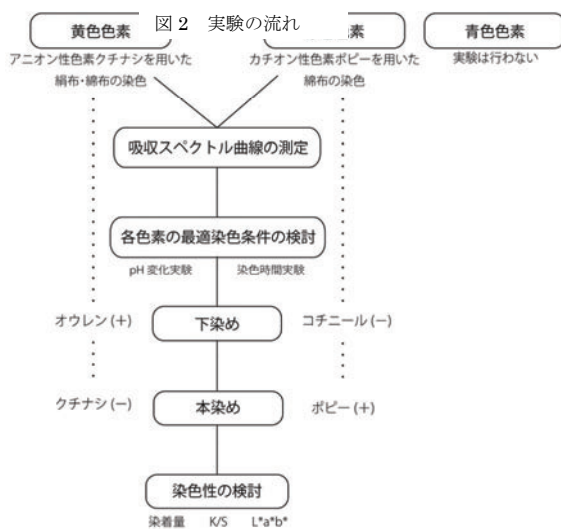 図2 実験の流れ
黄色色素
色素
青色色素
アニオン性色素クチナシを用いた
絹布・綿布の染色
カチオン性色素ポピーを用いた
綿布の染色
実験は行わない
吸収スペクトル曲線の測定
各色素の最適染色条件の検討
pH変化実験
染色時間実験
オウレン(+)
下染め
コチニール(−)
クチナシ(−)
本染め
ポピー(+)
染色性の検討
染着量 K/S L*a*b*